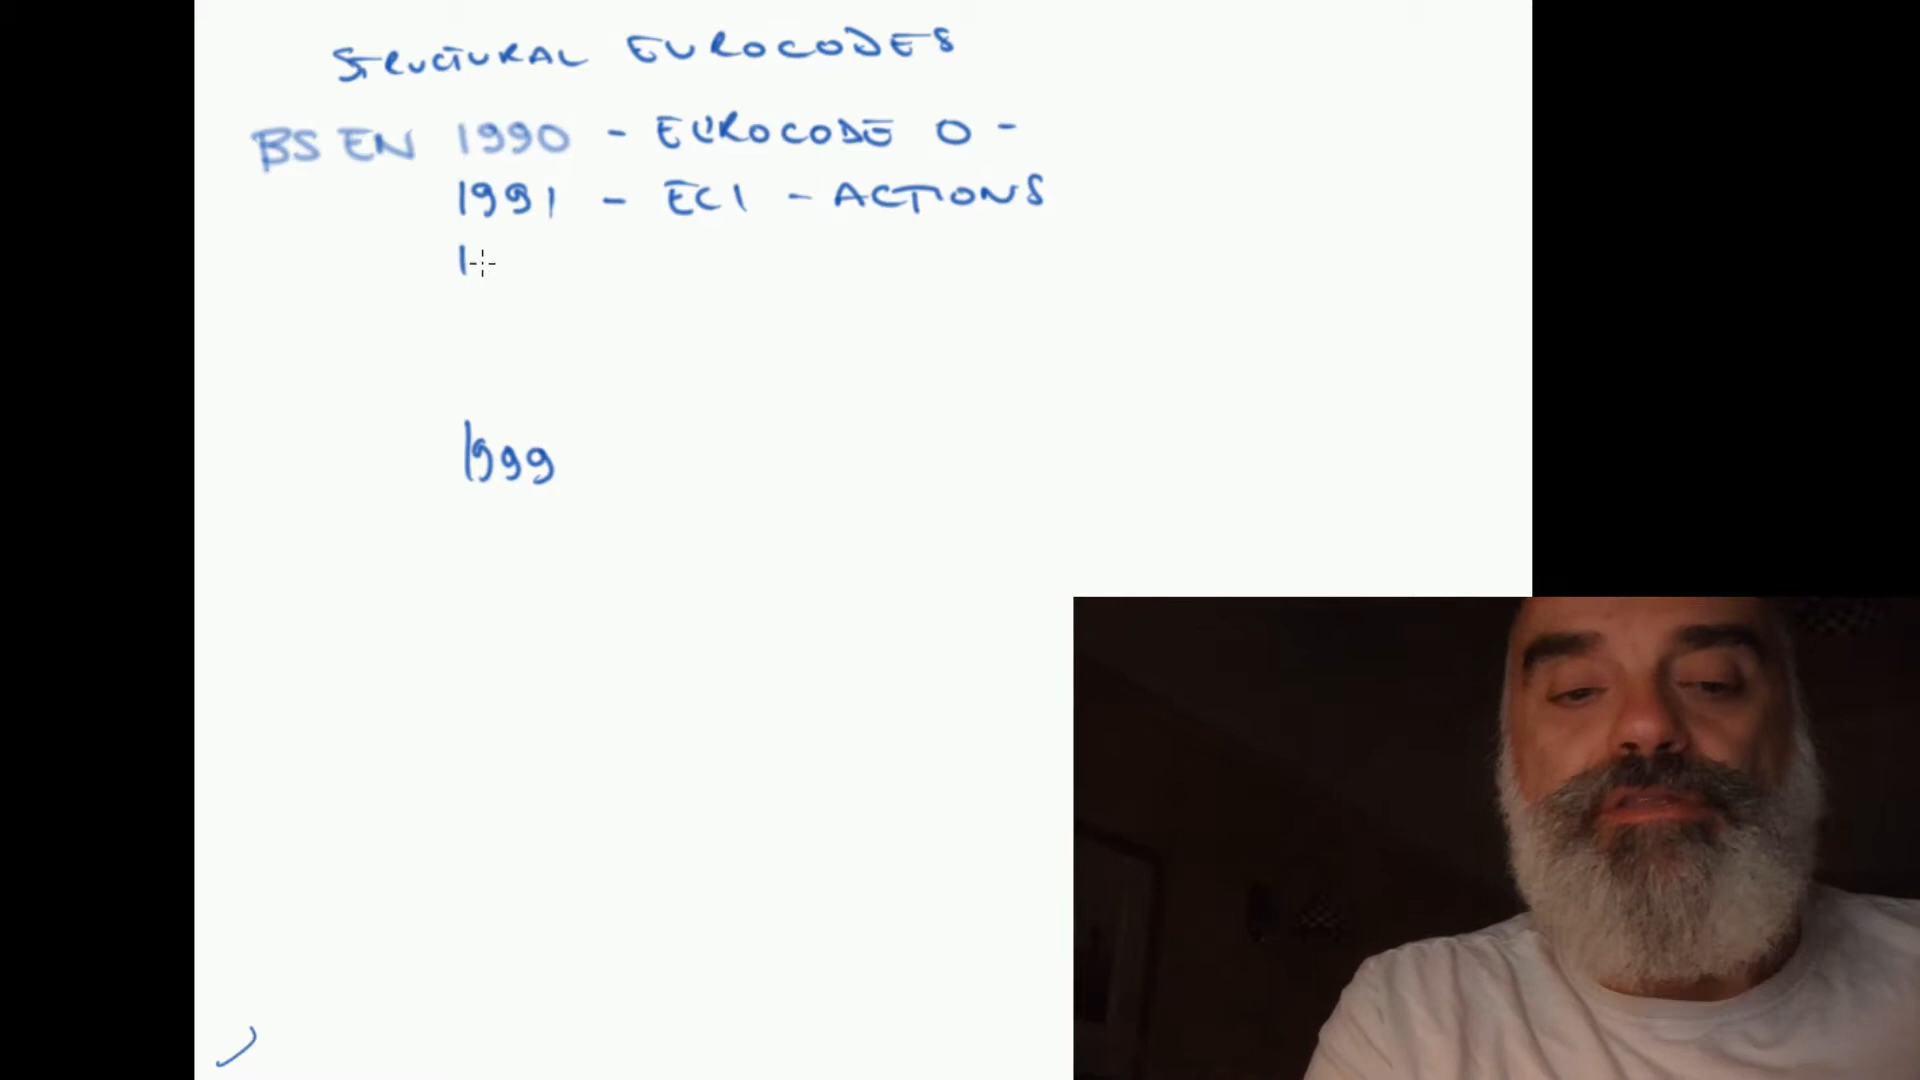 STRUCTURAL EUROCODES
BS EN 1990 - EUROCODE 0 -
1991 - EC1 - ACTIONS
1
1999